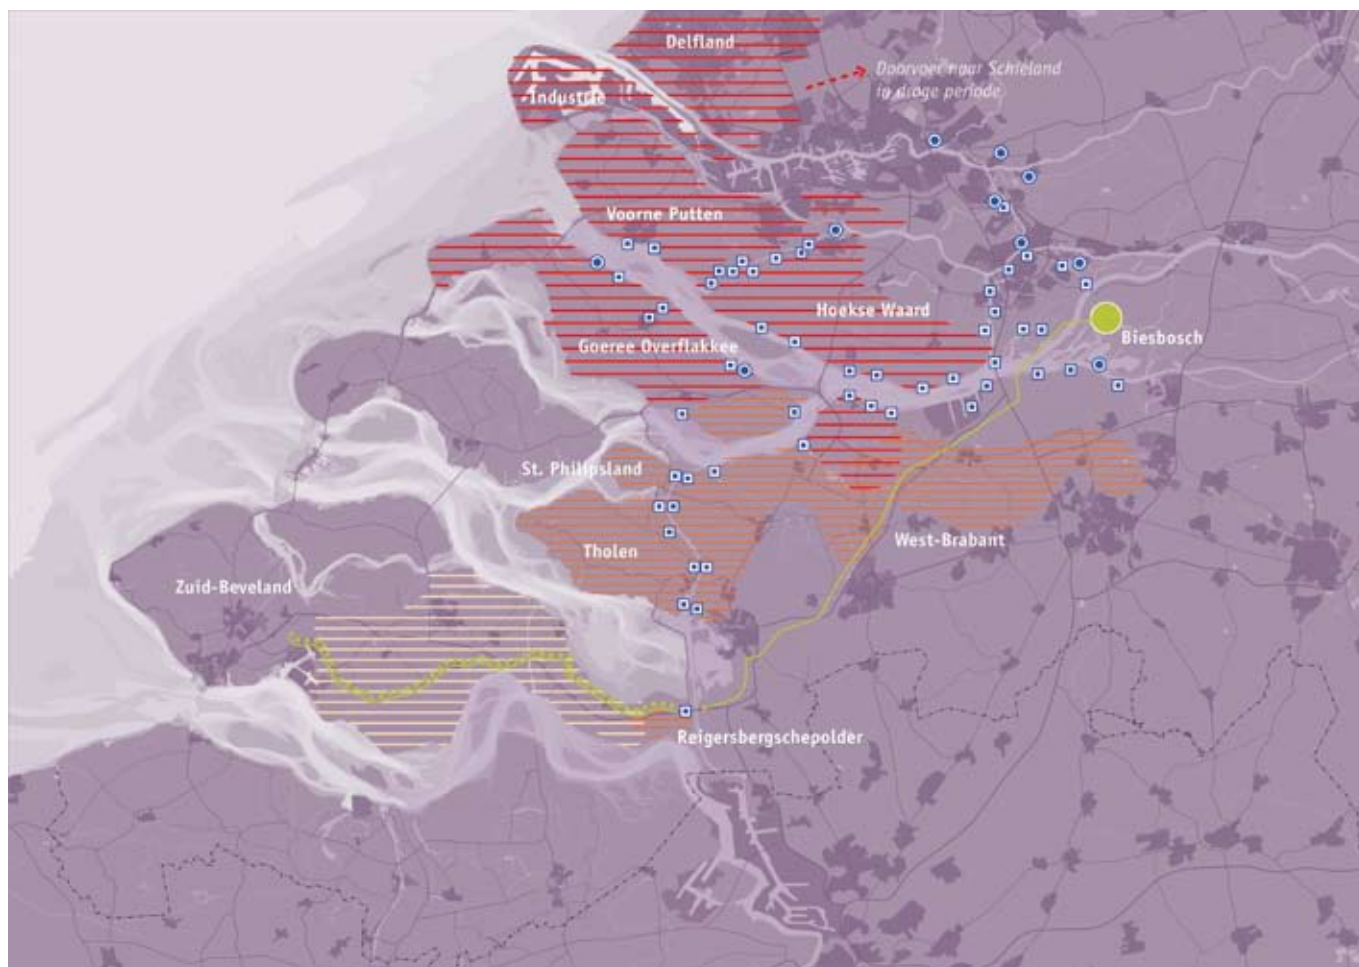 Delfland
Doorvoer naar Schieland
in droge periode
Industrie
Voorne Putten
Hoekse Waard
Biesbosch
Goeree Overflakkee
St. Philipsland
West-Brabant
Tholen
Zuid-Beveland
Reigersbergschepolder